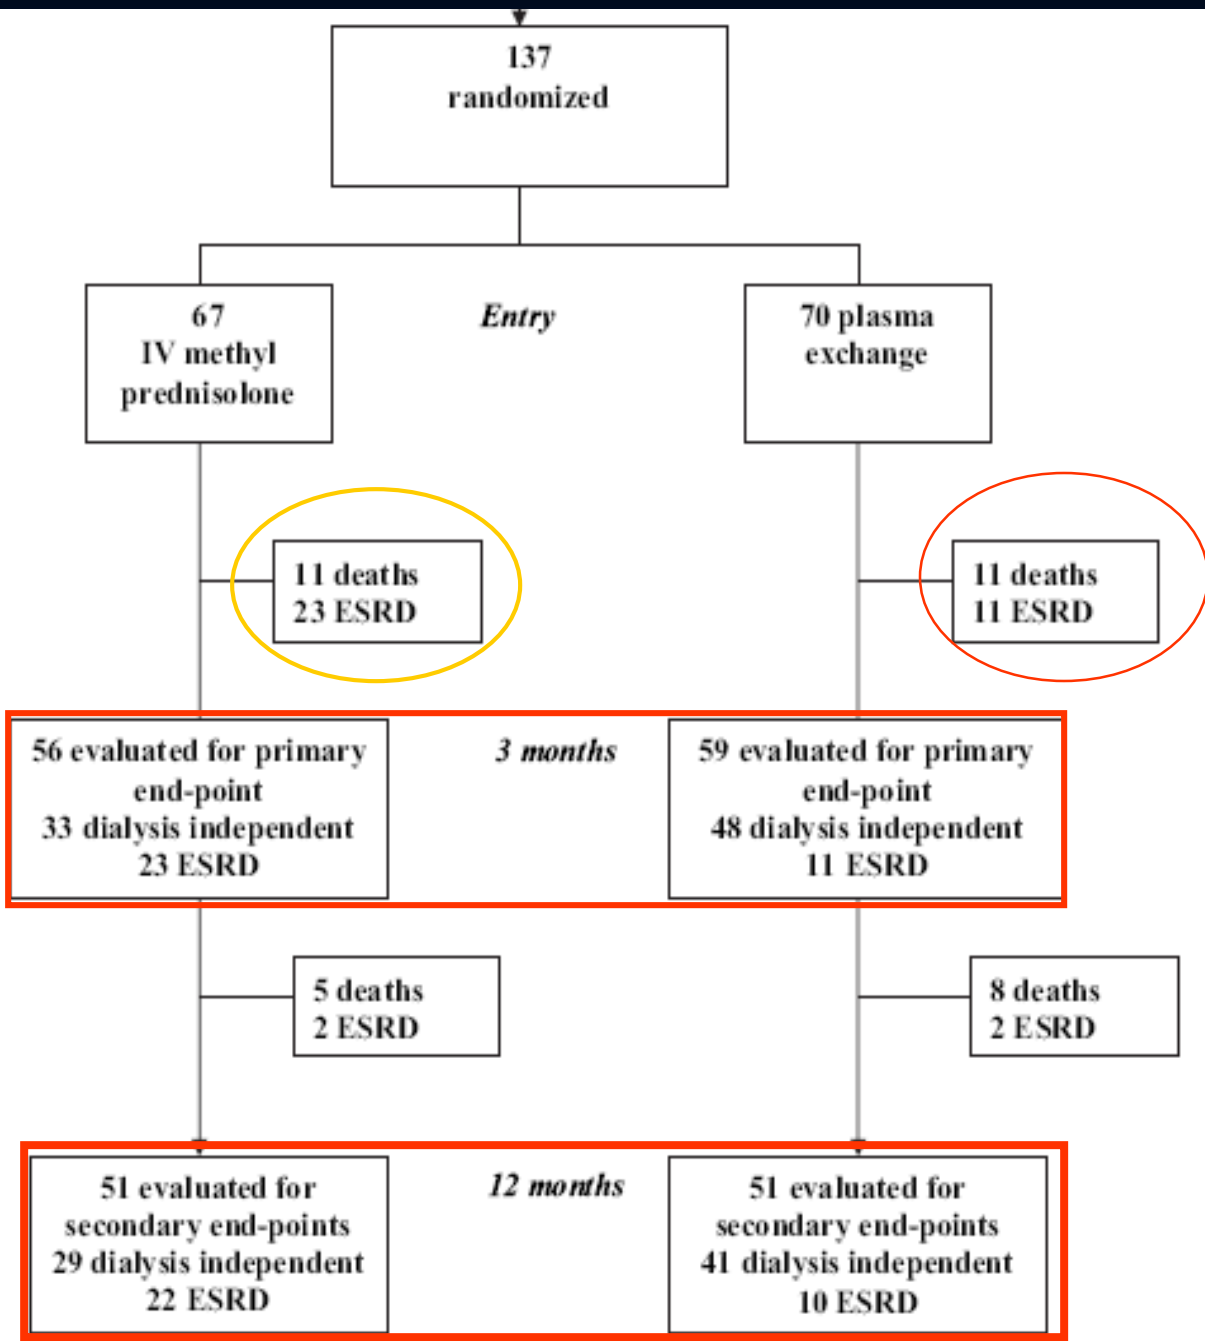 137
randomized
67
IV methyl
prednisolone
Entry
70 plasma
exchange
11 deaths
23 ESRD
11 deaths
11 ESRD
56 evaluated for primary
end-point
33 dialysis independent
23 ESRD
3 months
59 evaluated for primary
end-point
48 dialysis independent
11 ESRD
5 deaths
2 ESRD
8 deaths
2 ESRD
51 evaluated for
secondary end-points
29 dialysis independent
22 ESRD
12 months
51 evaluated for
secondary end-points
41 dialysis independent
10 ESRD